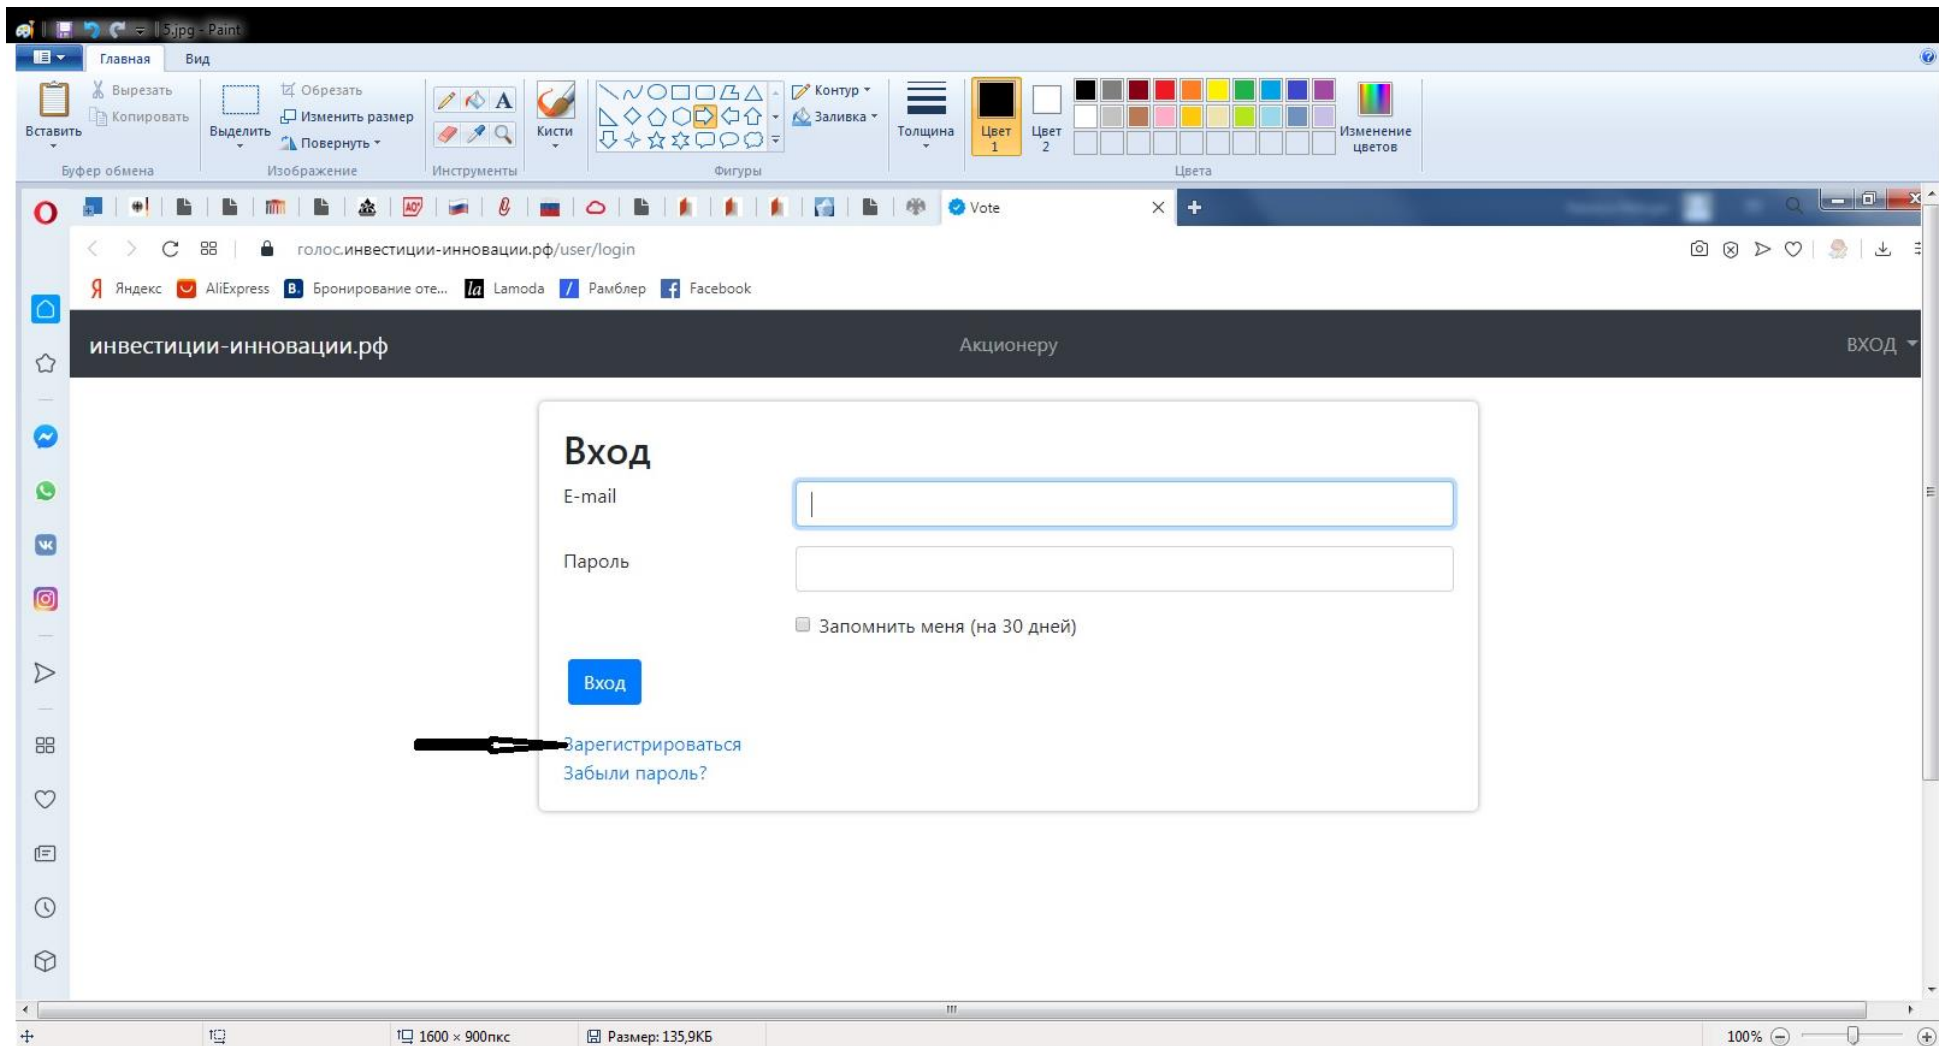 5.jpg - Paint
Главная Вид
Вырезать
Копировать
Вставить
Буфер обмена
Выделить
Обрезать
Изменить размер
Повернуть
Изображение
A
Инструменты
Кисти
Фигуры
Контур
Заливка
Толщина
Цвет 1
Цвет 2
Изменение цветов
Цвета
Vote
голос.инвестиции-инновации.рф/user/login
Яндекс AliExpress B. Бронирование оте... la Lamoda Рамблер Facebook
инвестиции-инновации.рф Акционеру ВХОД
Вход
E-mail
Пароль
Запомнить меня (на 30 дней)
Вход
Зарегистрироваться
Забыли пароль?
1600 × 900пкс Размер: 135,9КБ 100%